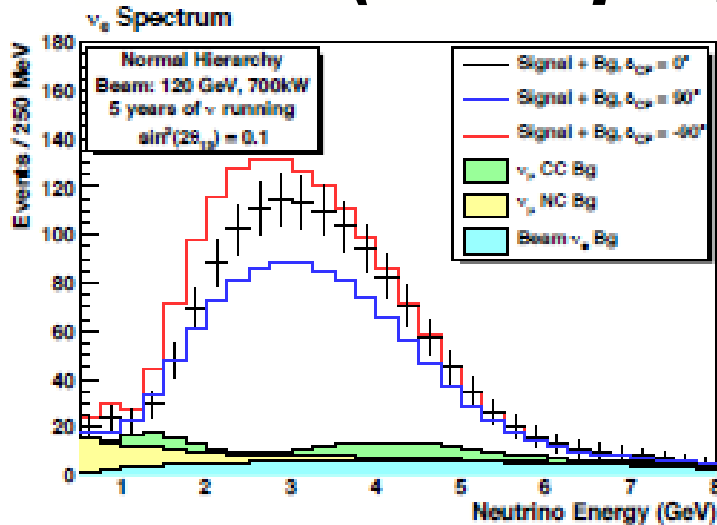 νe Spectrum
Normal Hierarchy
Beam: 120 GeV, 700kW
5 years of ν running
sin²(2θ₁₃) = 0.1
Signal + Bg, δCP = 0°
Signal + Bg, δCP = 90°
Signal + Bg, δCP = -90°
νμ CC Bg
νμ NC Bg
Beam νe Bg
Events / 250 MeV
180
160
140
120
100
80
60
40
20
0
1
2
3
4
5
6
7
8
Neutrino Energy (GeV)